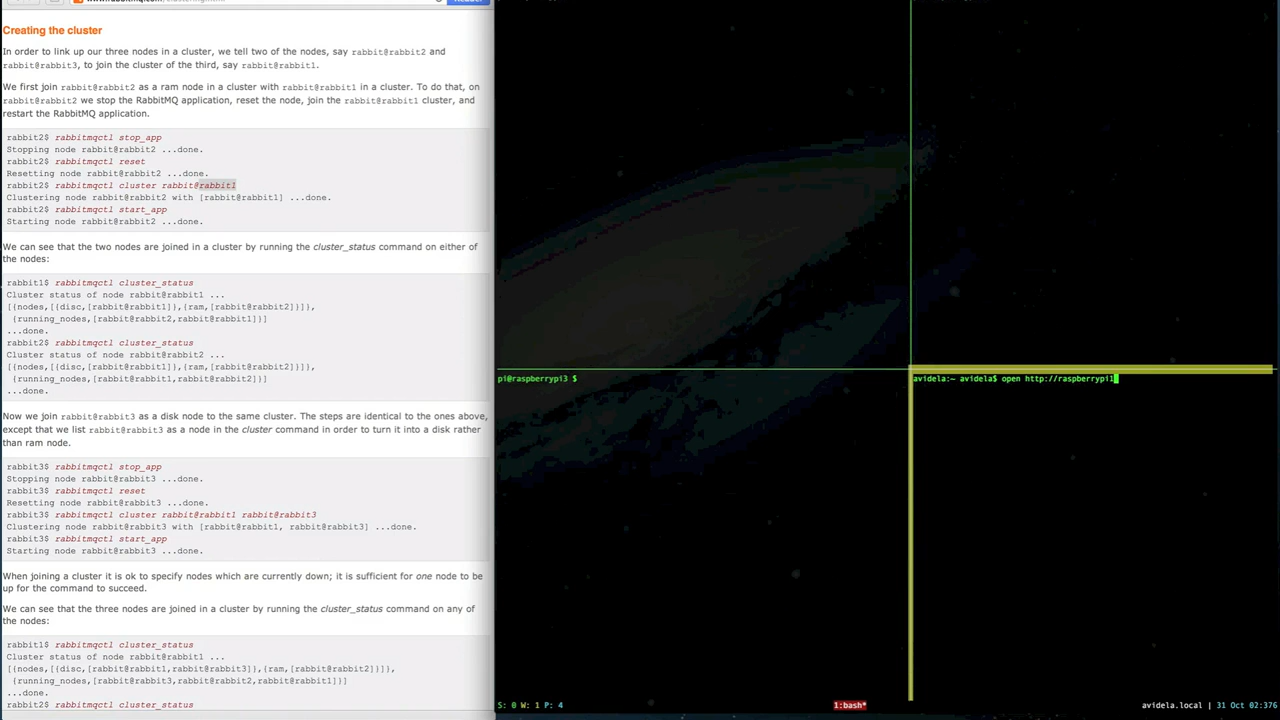 Creating the cluster
In order to link up our three nodes in a cluster, we tell two of the nodes, say rabbit@rabbit2 and
rabbit@rabbit3, to join the cluster of the third, say rabbit@rabbit1.
We first join rabbit@rabbit2 as a ram node in a cluster with rabbit@rabbit1 in a cluster. To do that, on
rabbit@rabbit2 we stop the RabbitMQ application, reset the node, join the rabbit@rabbit1 cluster, and
restart the RabbitMQ application.
rabbit2$ rabbitmqctl stop_app
Stopping node rabbit@rabbit2 ...done.
rabbit2$ rabbitmqctl reset
Resetting node rabbit@rabbit2 ...done.
rabbit2$ rabbitmqctl cluster rabbit@rabbit1
Clustering node rabbit@rabbit2 with [rabbit@rabbit1] ...done.
rabbit2$ rabbitmqctl start_app
Starting node rabbit@rabbit2 ...done.
We can see that the two nodes are joined in a cluster by running the cluster_status command on either of
the nodes:
rabbit1$ rabbitmqctl cluster_status
Cluster status of node rabbit@rabbit1 ...
[{nodes,[{disc,[rabbit@rabbit1]},{ram,[rabbit@rabbit2]}]},
{running_nodes,[rabbit@rabbit2,rabbit@rabbit1]}]
...done.
rabbit2$ rabbitmqctl cluster_status
Cluster status of node rabbit@rabbit2 ...
[{nodes,[{disc,[rabbit@rabbit1]},{ram,[rabbit@rabbit2]}]},
{running_nodes,[rabbit@rabbit1,rabbit@rabbit2]}]
...done.
Now we join rabbit@rabbit3 as a disk node to the same cluster. The steps are identical to the ones above,
except that we list rabbit@rabbit3 as a node in the cluster command in order to turn it into a disk rather
than ram node.
rabbit3$ rabbitmqctl stop_app
Stopping node rabbit@rabbit3 ...done.
rabbit3$ rabbitmqctl reset
Resetting node rabbit@rabbit3 ...done.
rabbit3$ rabbitmqctl cluster rabbit@rabbit1 rabbit@rabbit3
Clustering node rabbit@rabbit3 with [rabbit@rabbit1, rabbit@rabbit3] ...done.
rabbit3$ rabbitmqctl start_app
Starting node rabbit@rabbit3 ...done.
When joining a cluster it is ok to specify nodes which are currently down; it is sufficient for one node to be
up for the command to succeed.
We can see that the three nodes are joined in a cluster by running the cluster_status command on any of
the nodes:
rabbit1$ rabbitmqctl cluster_status
Cluster status of node rabbit@rabbit1 ...
[{nodes,[{disc,[rabbit@rabbit1,rabbit@rabbit3]},{ram,[rabbit@rabbit2]}]},
{running_nodes,[rabbit@rabbit3,rabbit@rabbit2,rabbit@rabbit1]}]
...done.
rabbit2$ rabbitmqctl cluster_status
pi@raspberrypi3 $
avidela:~ avidela$ open http://raspberrypi1
S: 0 W: 1 P: 4
1:bash*
avidela.local | 31 Oct 02:376